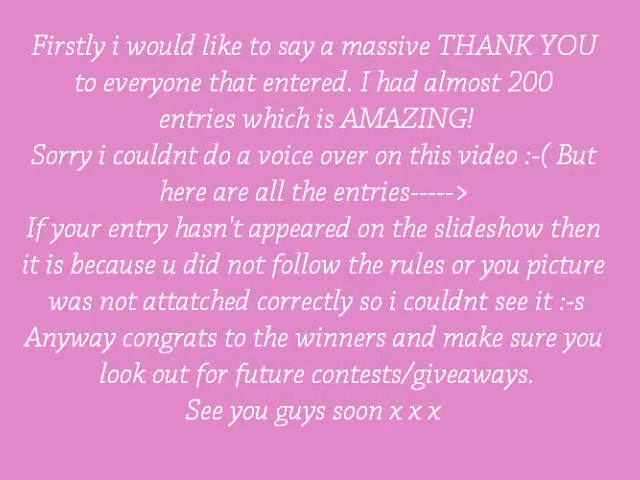 Firstly i would like to say a massive THANK YOU
to everyone that entered. I had almost 200
entries which is AMAZING!
Sorry i couldnt do a voice over on this video :-( But
here are all the entries----->
If your entry hasn't appeared on the slideshow then
it is because u did not follow the rules or you picture
was not attatched correctly so i couldnt see it :-s
Anyway congrats to the winners and make sure you
look out for future contests/giveaways.
See you guys soon x x x